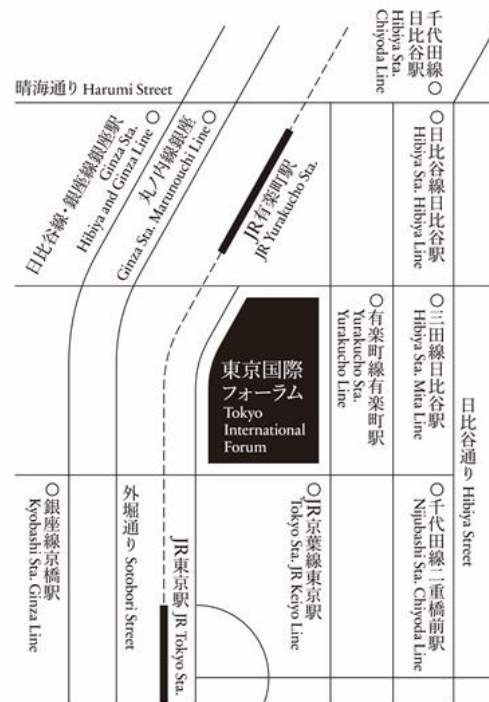 千代田線
日比谷駅
Hibiya Sta.
Chiyoda Line
晴海通り Harumi Street
日比谷線・銀座線銀座駅
Ginza Sta.
Hibiya and Ginza Line
丸ノ内線銀座
Ginza Sta. Marunouchi Line
JR有楽町駅
JR Yurakucho Sta.
日比谷線日比谷駅
Hibiya Sta. Hibiya Line
東京国際
フォーラム
Tokyo
International
Forum
有楽町線有楽町駅
Yurakucho Sta.
Yurakucho Line
三田線日比谷駅
Hibiya Sta. Mita Line
日比谷通り Hibiya Street
銀座線京橋駅
Kyobashi Sta. Ginza Line
外堀通り Sotobori Street
JR東京駅 JR Tokyo Sta.
JR京葉線東京駅
Tokyo Sta. JR Keiyo Line
千代田線二重橋前駅
Nijubashi Sta. Chiyoda Line